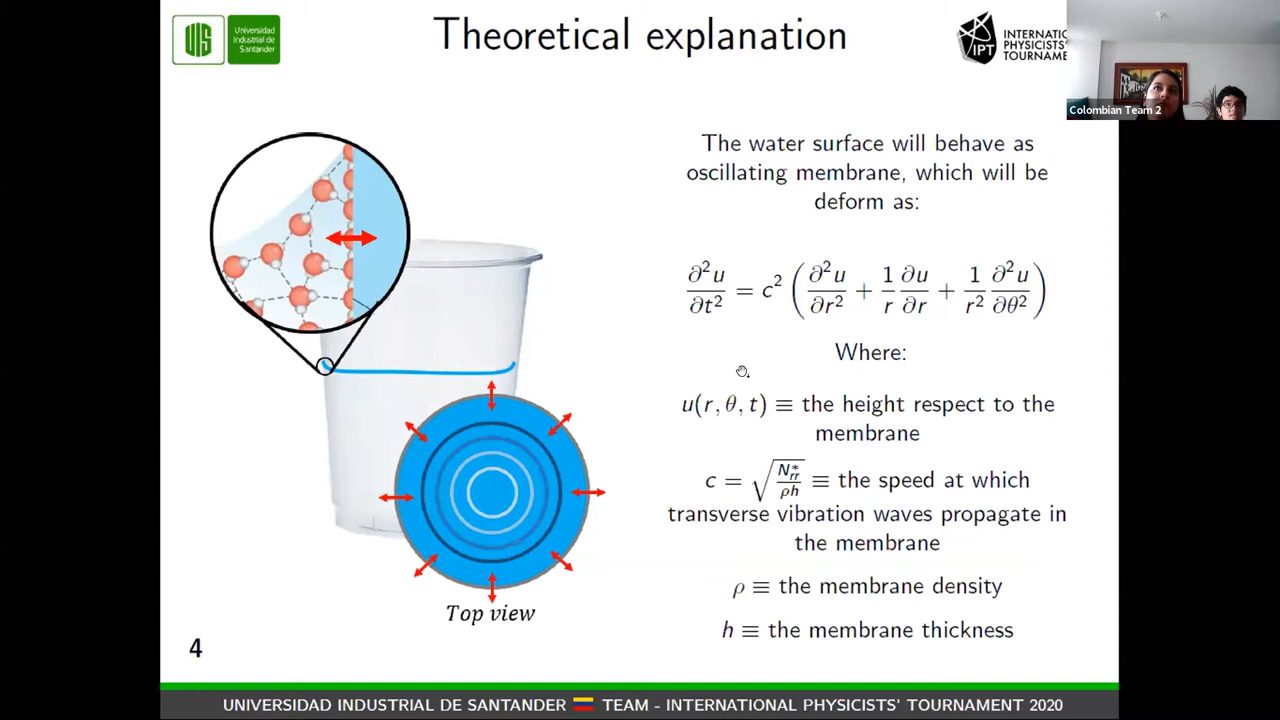 UIS
Universidad
Industrial de
Santander
Theoretical explanation
IPT
INTERNATIO
PHYSICISTS'
TOURNAME
Colombian Team 2
The water surface will behave as
oscillating membrane, which will be
deform as:
∂²u/∂t² = c² ( ∂²u/∂r² + 1/r ∂u/∂r + 1/r² ∂²u/∂θ² )
Where:
u(r, θ, t) ≡ the height respect to the
membrane
c = √(N*rr/ρh) ≡ the speed at which
transverse vibration waves propagate in
the membrane
ρ ≡ the membrane density
h ≡ the membrane thickness
Top view
4
UNIVERSIDAD INDUSTRIAL DE SANTANDER TEAM - INTERNATIONAL PHYSICISTS' TOURNAMENT 2020